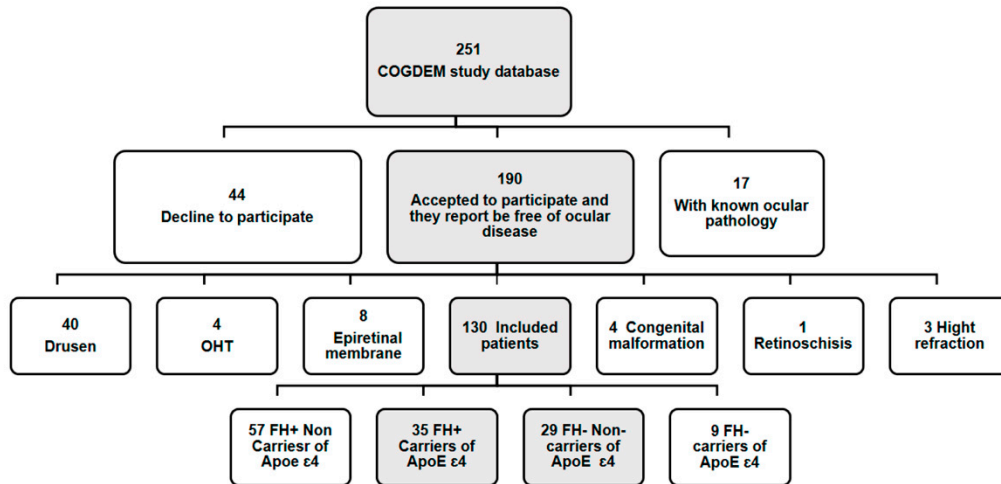 251
COGDEM study database
44
Decline to participate
190
Accepted to participate and
they report be free of ocular
disease
17
With known ocular
pathology
40
Drusen
4
OHT
8
Epiretinal
membrane
130 Included
patients
4 Congenital
malformation
1
Retinoschisis
3 Hight
refraction
57 FH+ Non
Carriesr of
Apoe ε4
35 FH+
Carriers of
ApoE ε4
29 FH- Non-
carriers of
ApoE ε4
9 FH-
carriers of
ApoE ε4